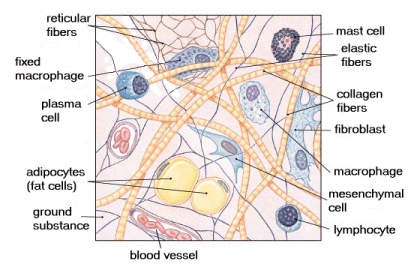 reticular
fibers
fixed
macrophage
plasma
cell
adipocytes
(fat cells)
ground
substance
blood vessel
mast cell
elastic
fibers
collagen
fibers
fibroblast
macrophage
mesenchymal
cell
lymphocyte